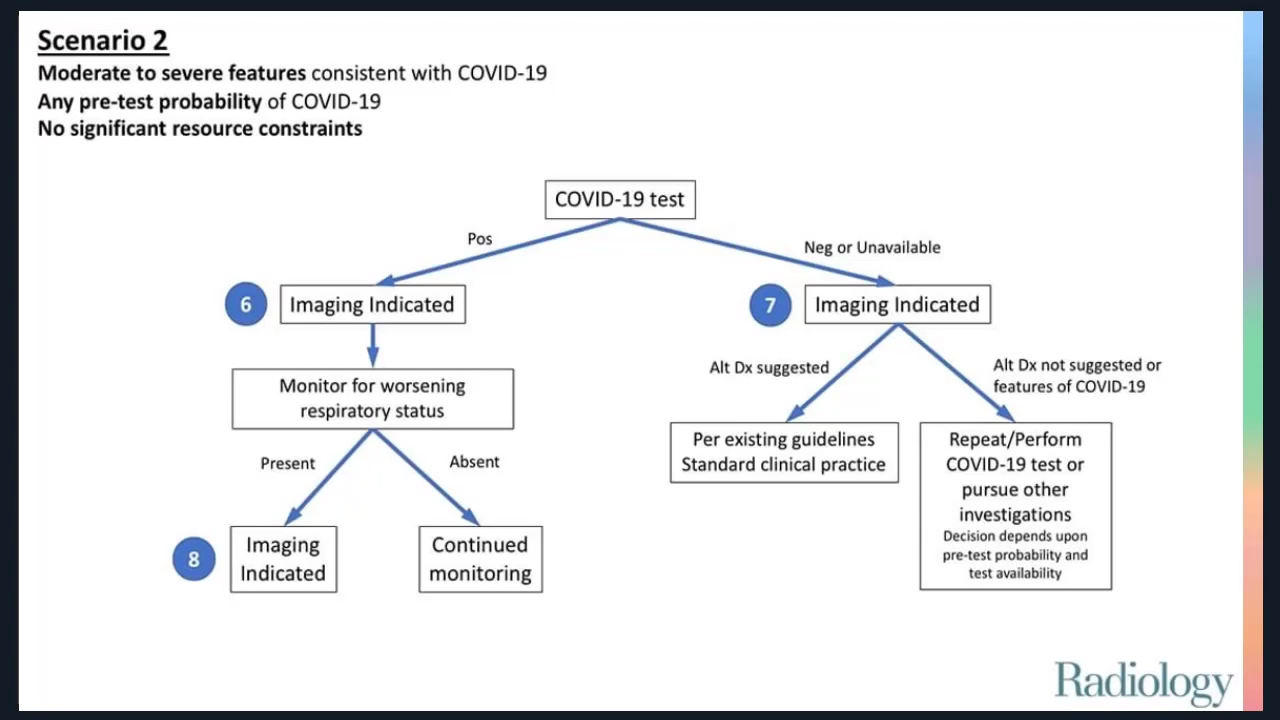 Scenario 2
Moderate to severe features consistent with COVID-19
Any pre-test probability of COVID-19
No significant resource constraints
COVID-19 test
Pos
Neg or Unavailable
6
Imaging Indicated
7
Imaging Indicated
Monitor for worsening
respiratory status
Alt Dx suggested
Alt Dx not suggested or
features of COVID-19
Present
Absent
Per existing guidelines
Standard clinical practice
Repeat/Perform
COVID-19 test or
pursue other
investigations
Decision depends upon
pre-test probability and
test availability
8
Imaging
Indicated
Continued
monitoring
Radiology